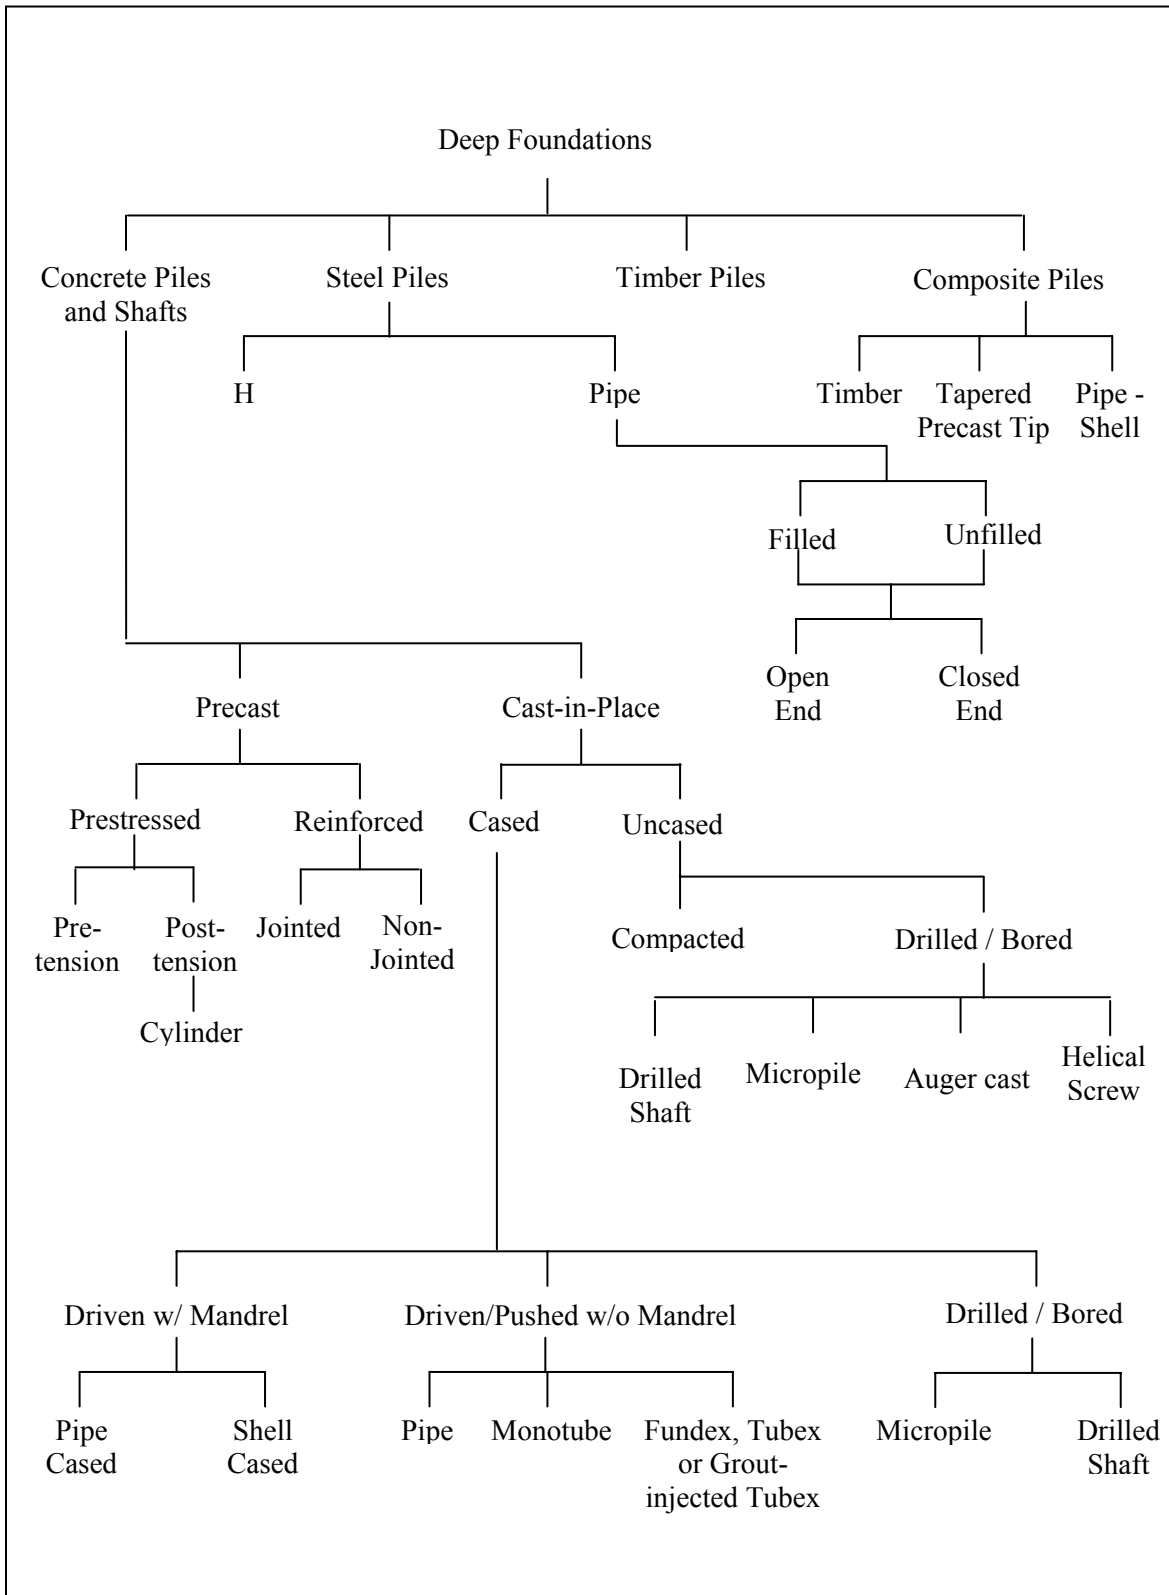 Deep Foundations
Concrete Piles
and Shafts
Steel Piles
Timber Piles
Composite Piles
H
Pipe
Timber
Tapered
Precast Tip
Pipe -
Shell
Filled
Unfilled
Open
End
Closed
End
Precast
Cast-in-Place
Prestressed
Reinforced
Cased
Uncased
Pre-
tension
Post-
tension
Jointed
Non-
Jointed
Cylinder
Compacted
Drilled / Bored
Drilled
Shaft
Micropile
Auger cast
Helical
Screw
Driven w/ Mandrel
Driven/Pushed w/o Mandrel
Drilled / Bored
Pipe
Cased
Shell
Cased
Pipe
Monotube
Fundex, Tubex
or Grout-
injected Tubex
Micropile
Drilled
Shaft